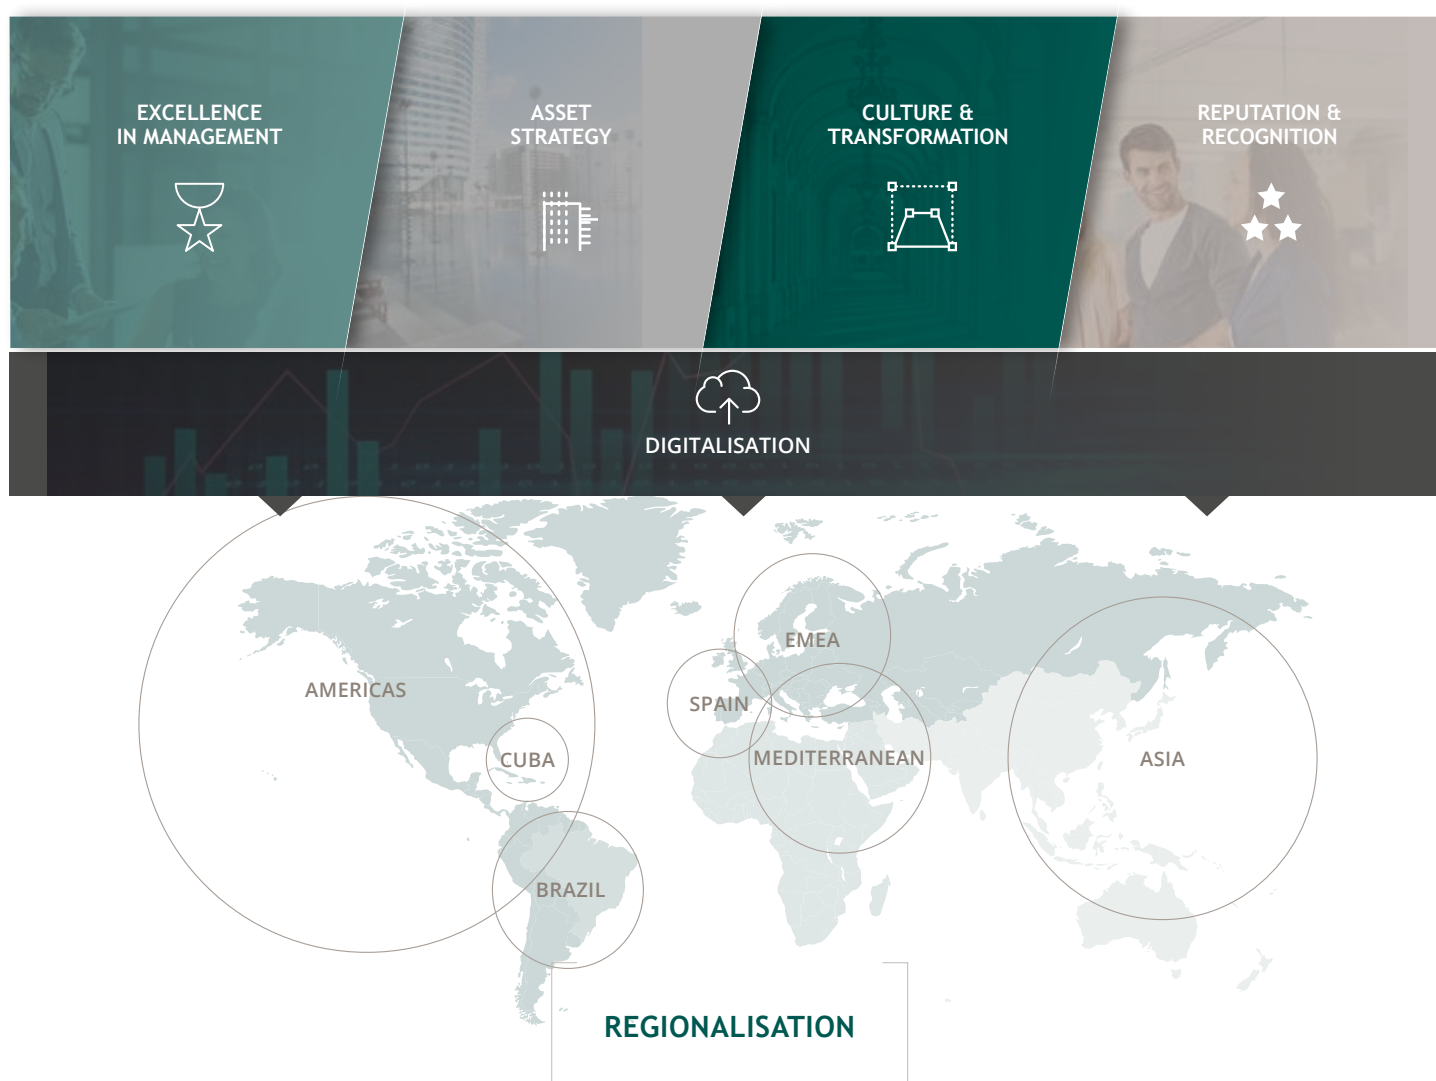 EXCELLENCE
IN MANAGEMENT
ASSET
STRATEGY
CULTURE &
TRANSFORMATION
REPUTATION &
RECOGNITION
DIGITALISATION
EMEA
AMERICAS
SPAIN
CUBA
MEDITERRANEAN
ASIA
BRAZIL
REGIONALISATION